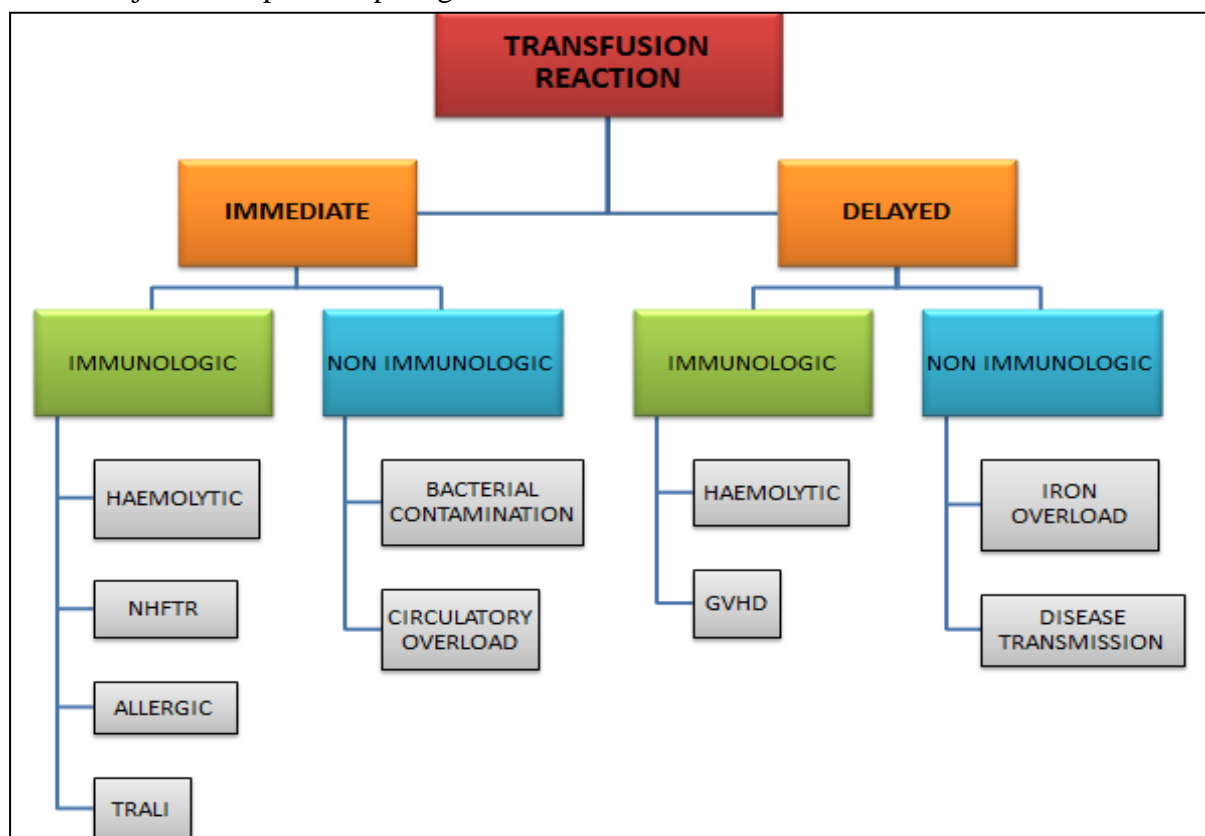 TRANSFUSION
REACTION
IMMEDIATE
DELAYED
IMMUNOLOGIC
NON IMMUNOLOGIC
IMMUNOLOGIC
NON IMMUNOLOGIC
HAEMOLYTIC
BACTERIAL
CONTAMINATION
HAEMOLYTIC
IRON
OVERLOAD
NHFTR
CIRCULATORY
OVERLOAD
GVHD
DISEASE
TRANSMISSION
ALLERGIC
TRALI